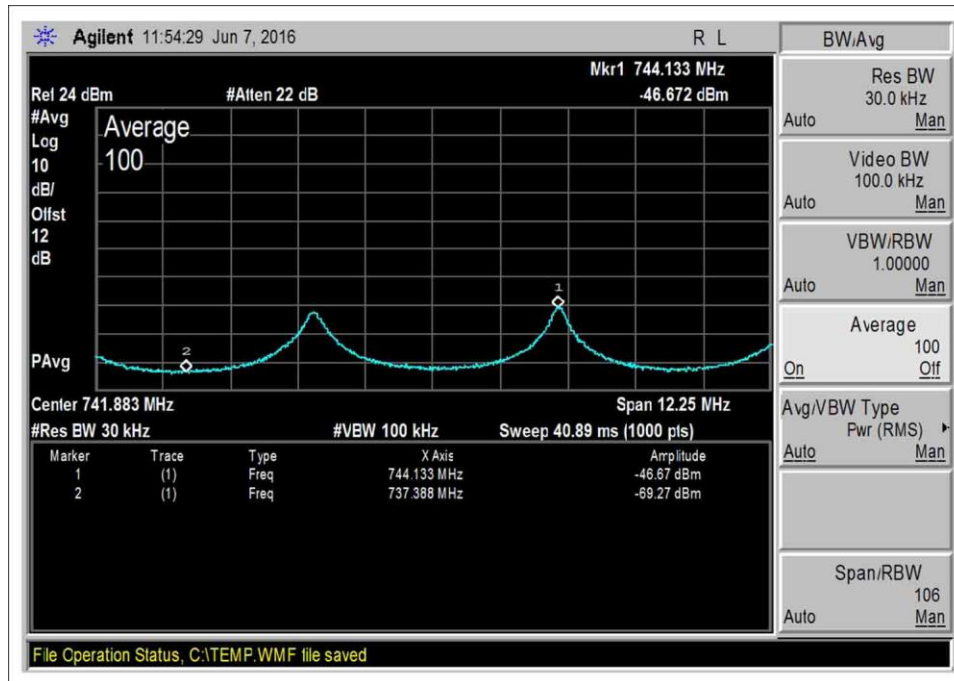 Agilent 11:54:29 Jun 7, 2016 R L
Mkr1 744.133 MHz
Ref 24 dBm #Atten 22 dB -46.672 dBm
#Avg
Log
10
dB/
Offst
12
dB
PAvg
Average
100
1
2
Center 741.883 MHz Span 12.25 MHz
#Res BW 30 kHz #VBW 100 kHz Sweep 40.89 ms (1000 pts)
Marker Trace Type X Axis Amplitude
1 (1) Freq 744.133 MHz -46.67 dBm
2 (1) Freq 737.388 MHz -69.27 dBm
File Operation Status, C:\TEMP.WMF file saved
BW/Avg
Res BW
30.0 kHz
Auto Man
Video BW
100.0 kHz
Auto Man
VBW/RBW
1.00000
Auto Man
Average
100
On Off
Avg/VBW Type
Pwr (RMS)
Auto Man
Span/RBW
106
Auto Man